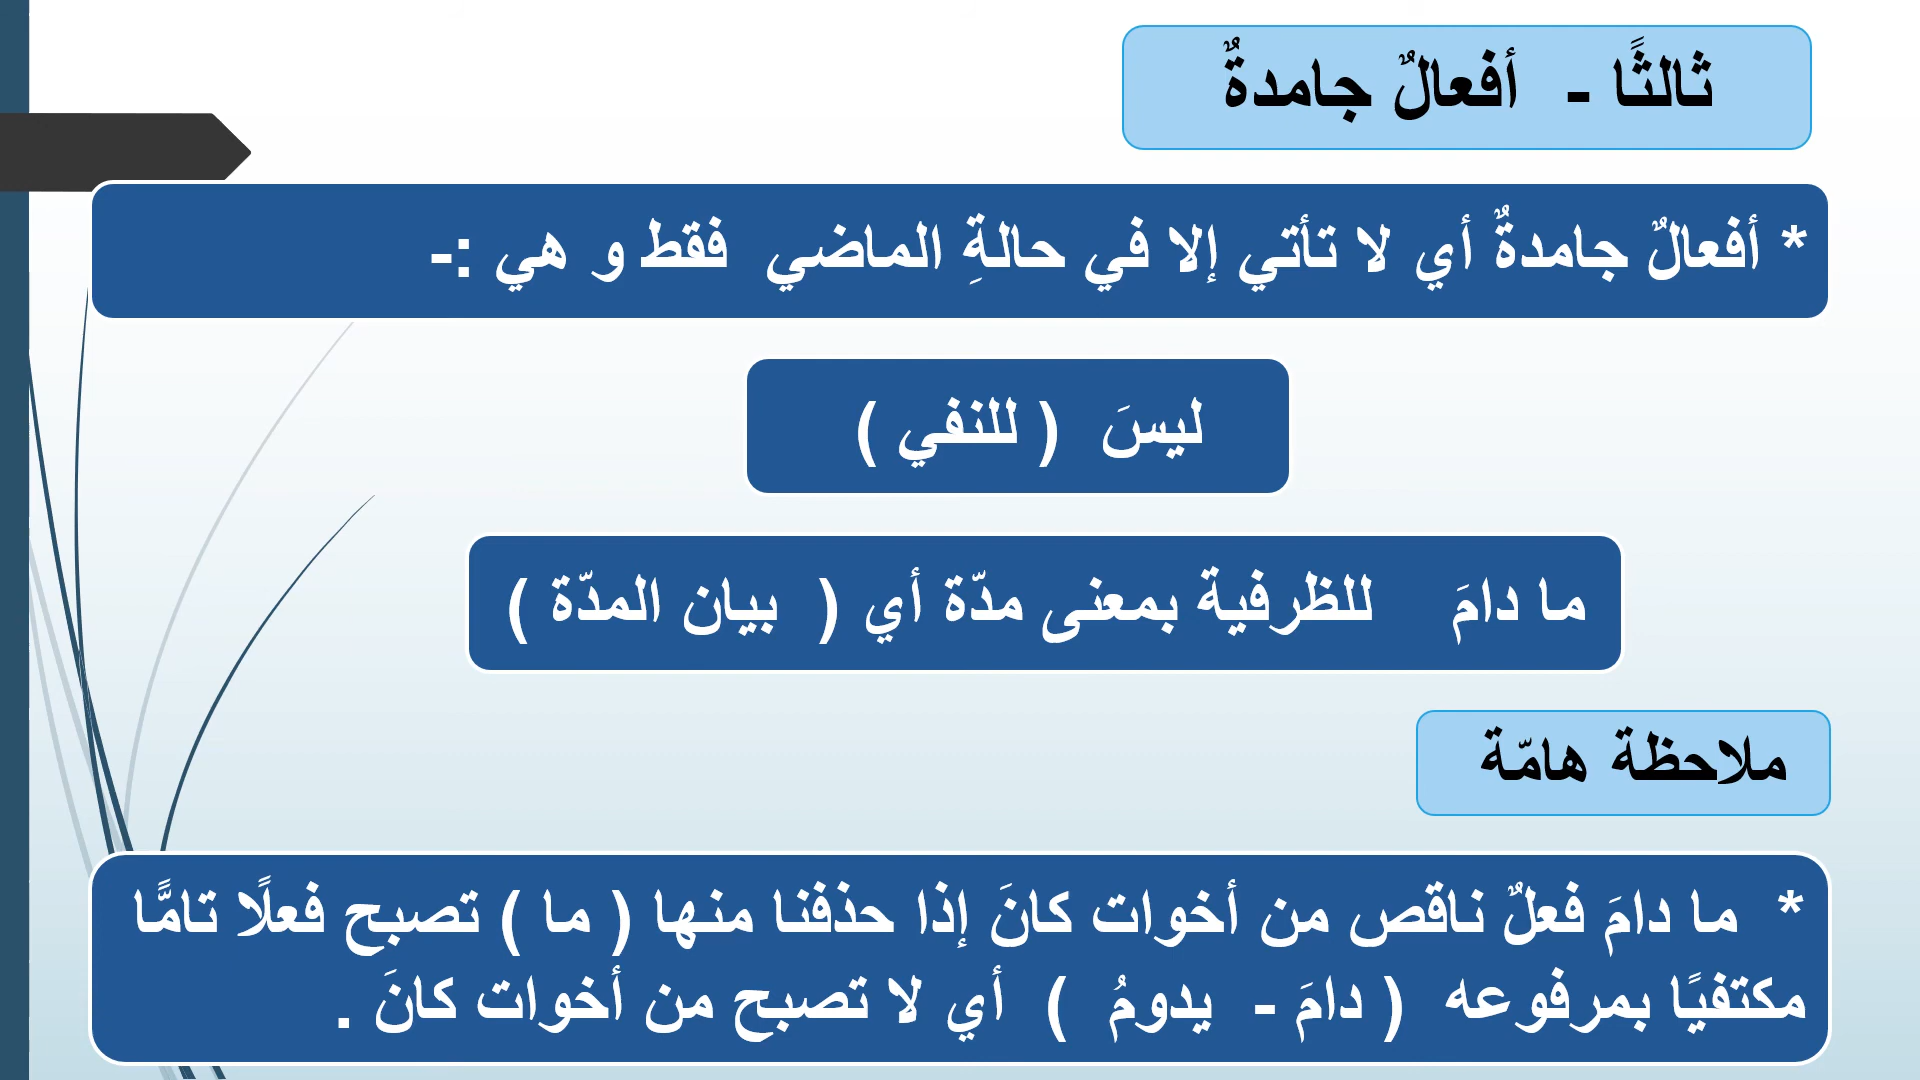 ثالثًا - أفعالٌ جامدةٌ
* أفعالٌ جامدةٌ أي لا تأتي إلا في حالةِ الماضي فقط و هي :-
ليسَ ( للنفي )
ما دامَ للظرفية بمعنى مدّة أي ( بيان المدّة )
ملاحظة هامّة
* ما دامَ فعلٌ ناقص من أخوات كانَ إذا حذفنا منها ( ما ) تصبح فعلًا تامًّا
مكتفيًا بمرفوعه ( دامَ - يدومُ ) أي لا تصبح من أخوات كانَ .